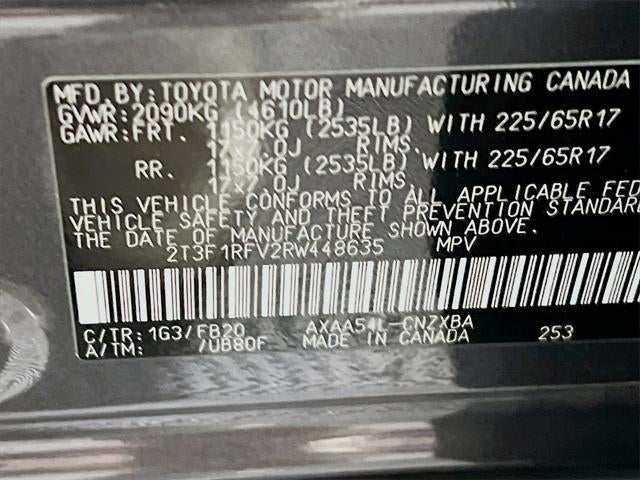 MFD. BY: TOYOTA MOTOR MANUFACTURING CANADA
GVWR: 2090KG (4610LB)
GAWR: FRT. 1150KG (2535LB) WITH 225/65R17
17x7.0J RIMS.
RR. 1150KG (2535LB) WITH 225/65R17
17x7.0J RIMS.
THIS VEHICLE CONFORMS TO ALL APPLICABLE FED
VEHICLE SAFETY AND THEFT PREVENTION STANDAR
THE DATE OF MANUFACTURE SHOWN ABOVE.
2T3F1RFV2RW448635 MPV
C/TR: 1G3/FB20 AXAA54L-CNZXBA 253
A/TM: /UB80F MADE IN CANADA